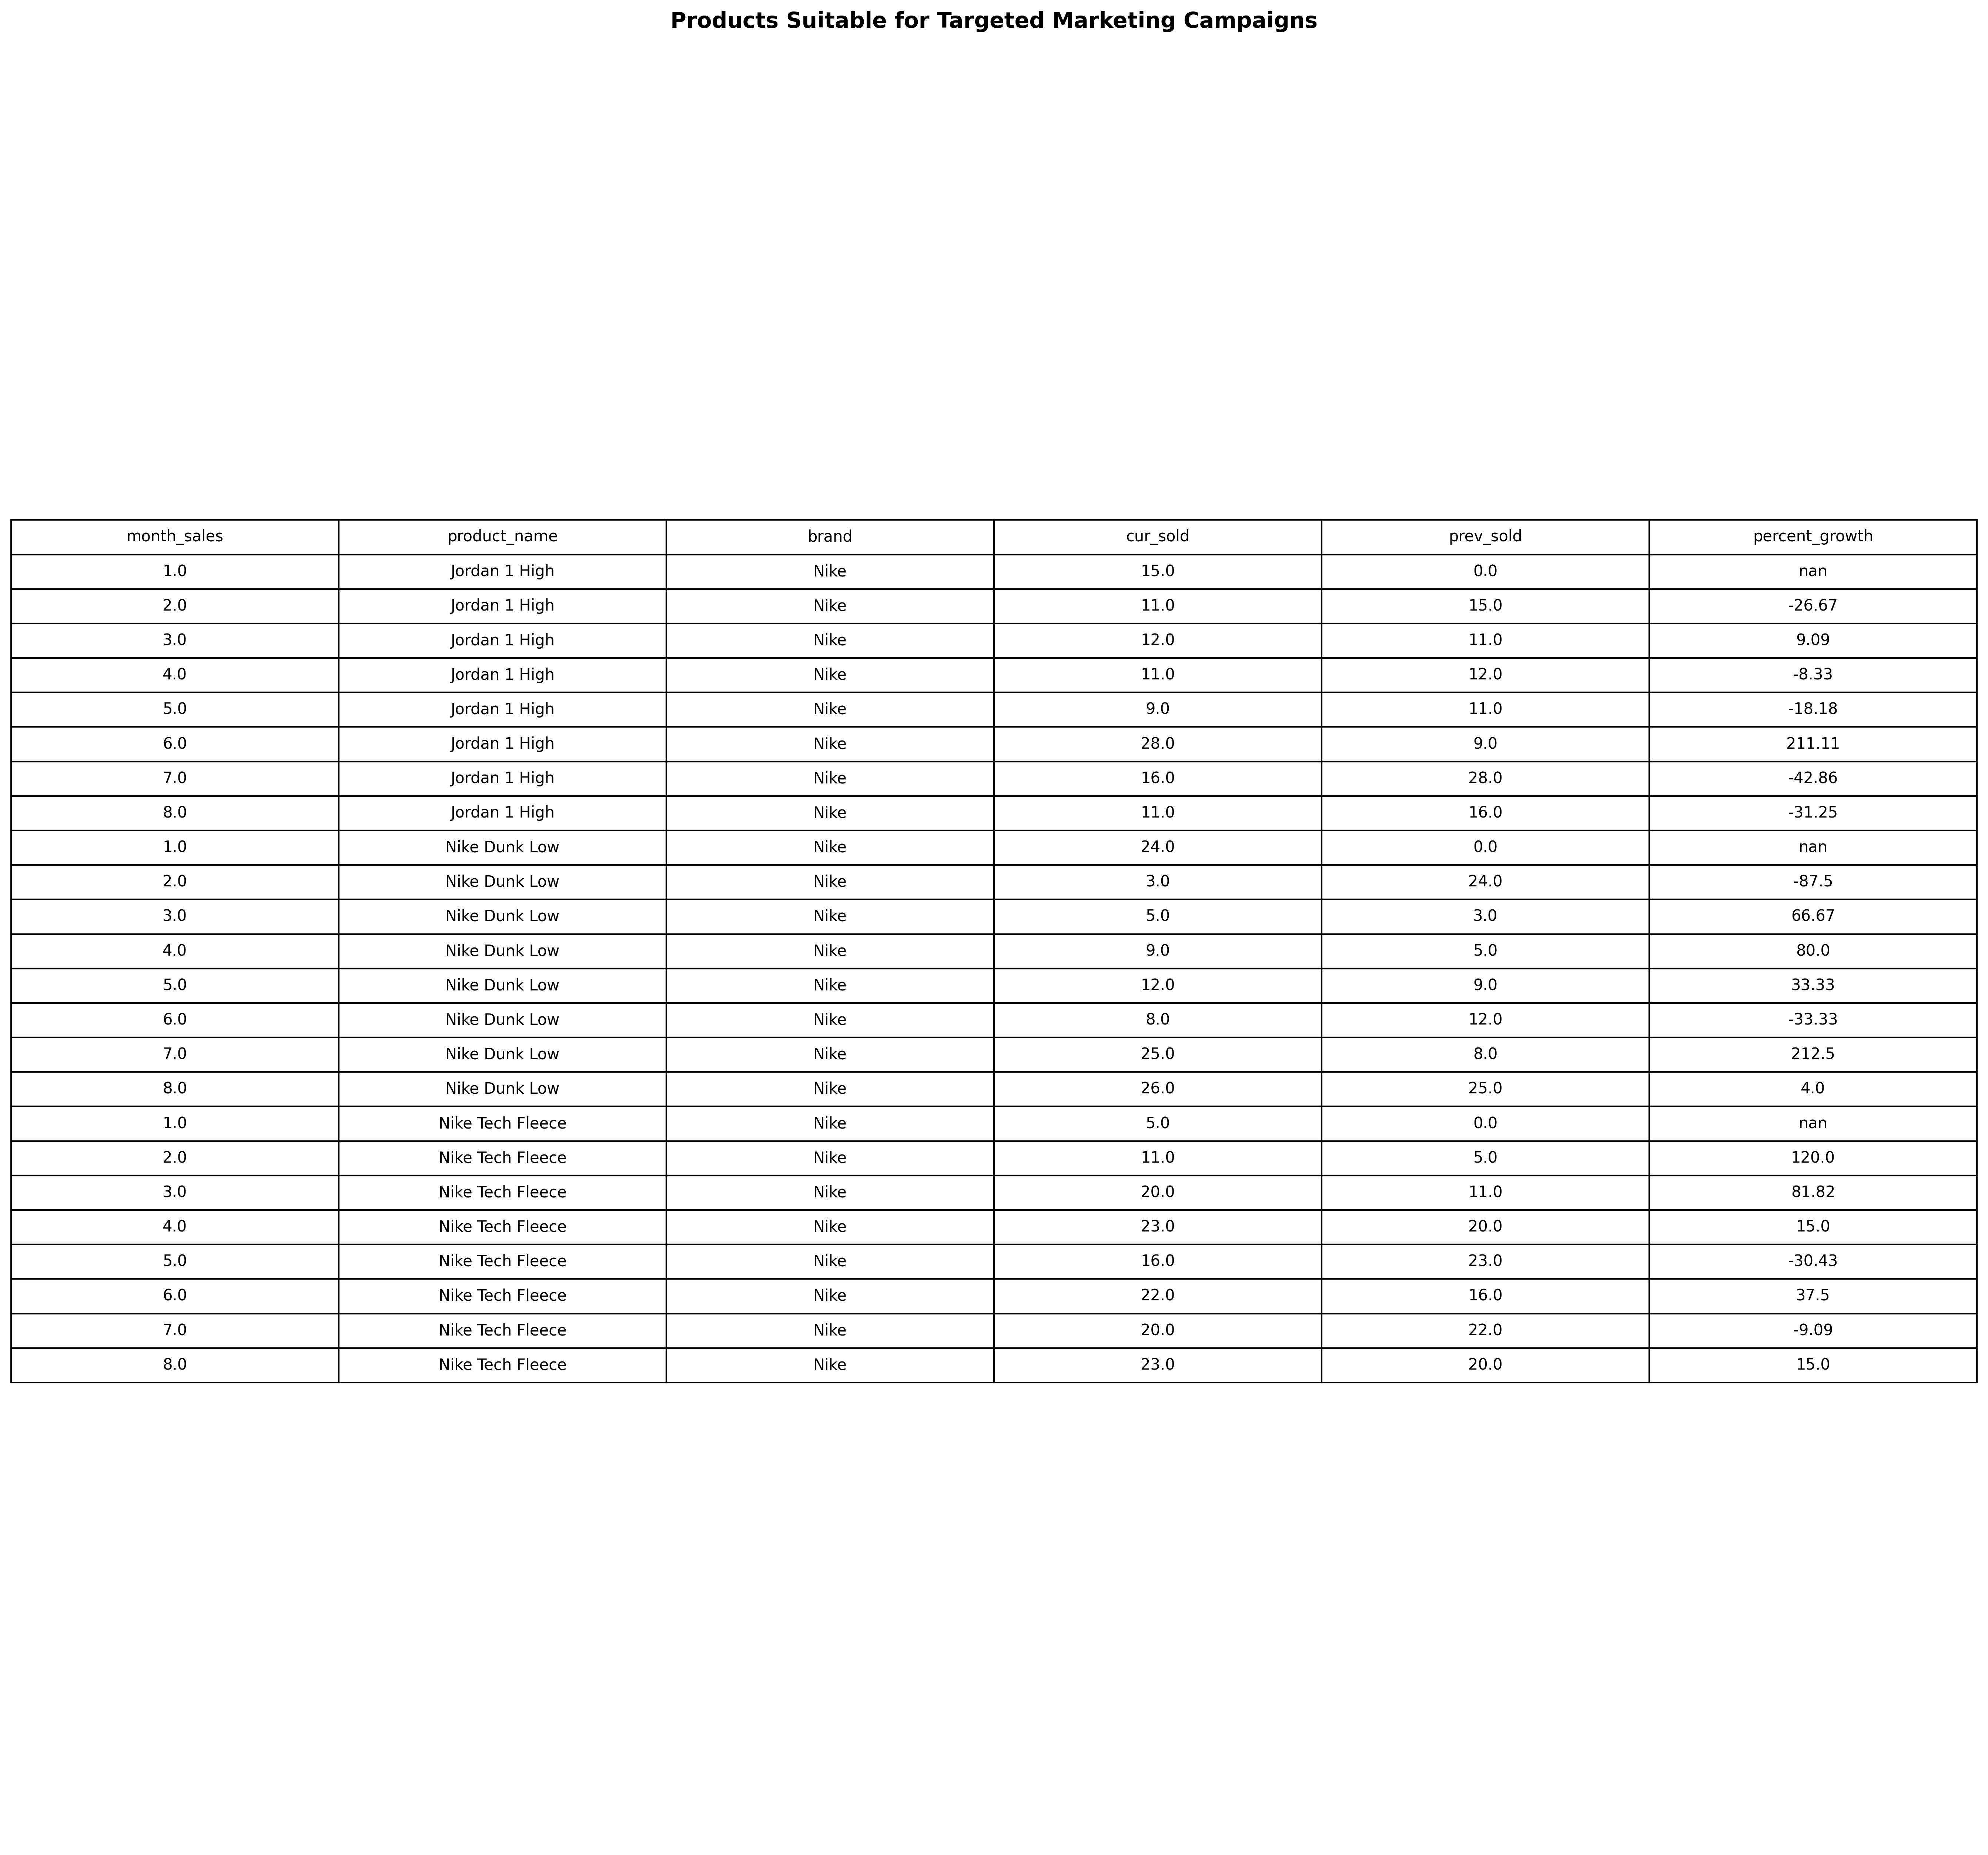 Products Suitable for Targeted Marketing Campaigns
month_sales product_name brand cur_sold prev_sold percent_growth
1.0 Jordan 1 High Nike 15.0 0.0 nan
2.0 Jordan 1 High Nike 11.0 15.0 -26.67
3.0 Jordan 1 High Nike 12.0 11.0 9.09
4.0 Jordan 1 High Nike 11.0 12.0 -8.33
5.0 Jordan 1 High Nike 9.0 11.0 -18.18
6.0 Jordan 1 High Nike 28.0 9.0 211.11
7.0 Jordan 1 High Nike 16.0 28.0 -42.86
8.0 Jordan 1 High Nike 11.0 16.0 -31.25
1.0 Nike Dunk Low Nike 24.0 0.0 nan
2.0 Nike Dunk Low Nike 3.0 24.0 -87.5
3.0 Nike Dunk Low Nike 5.0 3.0 66.67
4.0 Nike Dunk Low Nike 9.0 5.0 80.0
5.0 Nike Dunk Low Nike 12.0 9.0 33.33
6.0 Nike Dunk Low Nike 8.0 12.0 -33.33
7.0 Nike Dunk Low Nike 25.0 8.0 212.5
8.0 Nike Dunk Low Nike 26.0 25.0 4.0
1.0 Nike Tech Fleece Nike 5.0 0.0 nan
2.0 Nike Tech Fleece Nike 11.0 5.0 120.0
3.0 Nike Tech Fleece Nike 20.0 11.0 81.82
4.0 Nike Tech Fleece Nike 23.0 20.0 15.0
5.0 Nike Tech Fleece Nike 16.0 23.0 -30.43
6.0 Nike Tech Fleece Nike 22.0 16.0 37.5
7.0 Nike Tech Fleece Nike 20.0 22.0 -9.09
8.0 Nike Tech Fleece Nike 23.0 20.0 15.0